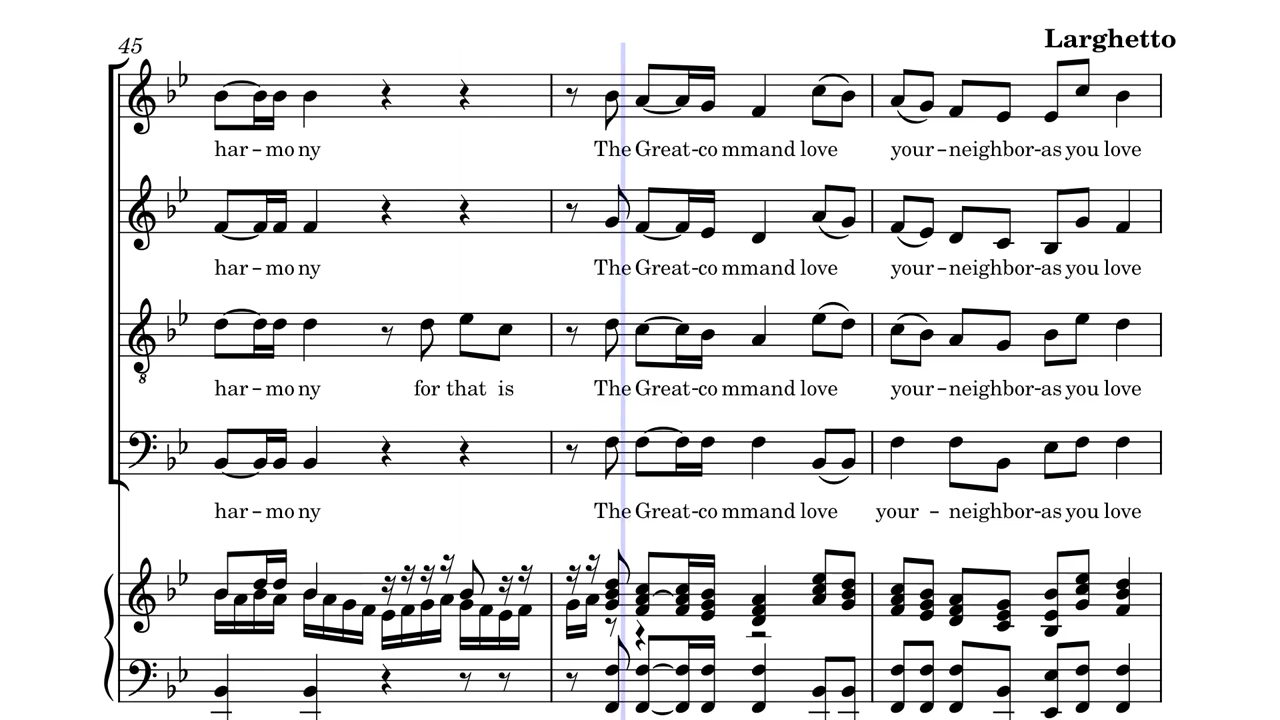 45
Larghetto
har – mo ny The Great-co mmand love your – neighbor-as you love
har – mo ny The Great-co mmand love your – neighbor-as you love
8
har – mo ny for that is The Great-co mmand love your – neighbor-as you love
har – mo ny The Great-co mmand love your – neighbor-as you love